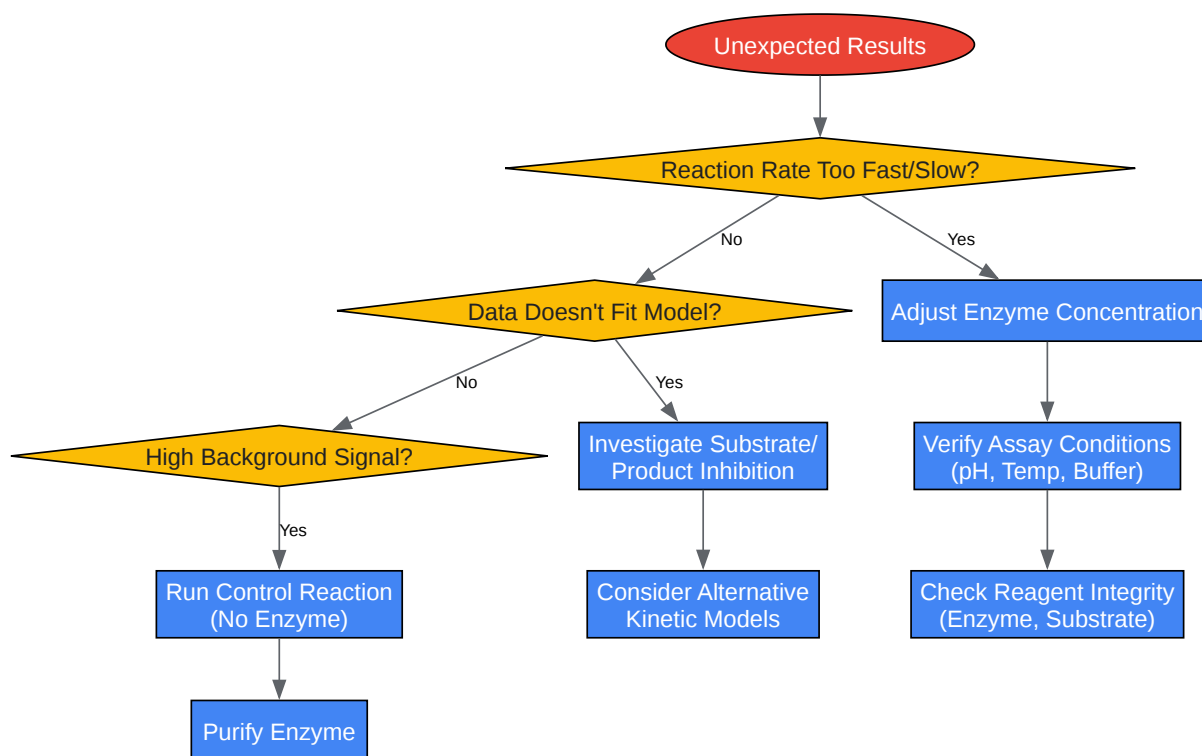 Unexpected Results
Reaction Rate Too Fast/Slow?
No
Yes
Data Doesn't Fit Model?
Adjust Enzyme Concentration
No
Yes
High Background Signal?
Investigate Substrate/
Product Inhibition
Verify Assay Conditions
(pH, Temp, Buffer)
Yes
Run Control Reaction
(No Enzyme)
Consider Alternative
Kinetic Models
Check Reagent Integrity
(Enzyme, Substrate)
Purify Enzyme